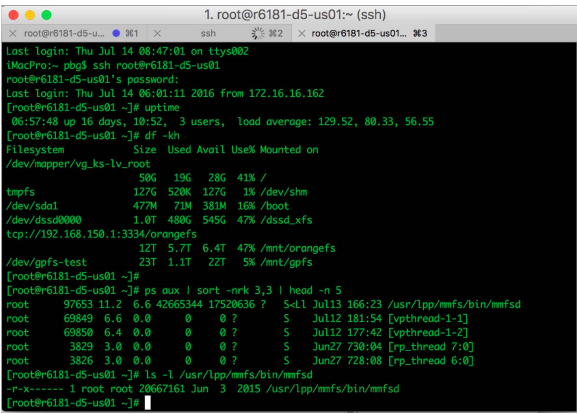 1. root@r6181-d5-us01:~ (ssh)
× root@r6181-d5-u... ⌘1 × ssh ⌘2 × root@r6181-d5-us01... ⌘3
Last login: Thu Jul 14 08:47:01 on ttys002
iMacPro:~ pbg$ ssh root@r6181-d5-us01
root@r6181-d5-us01's password:
Last login: Thu Jul 14 06:01:11 2016 from 172.16.16.162
[root@r6181-d5-us01 ~]# uptime
 06:57:48 up 16 days, 10:52,  3 users,  load average: 129.52, 80.33, 56.55
[root@r6181-d5-us01 ~]# df -kh
Filesystem            Size  Used Avail Use% Mounted on
/dev/mapper/vg_ks-lv_root
                       50G   19G   28G  41% /
tmpfs                 127G  520K  127G   1% /dev/shm
/dev/sda1             477M   71M  381M  16% /boot
/dev/dssd0000         1.0T  480G  545G  47% /dssd_xfs
tcp://192.168.150.1:3334/orangefs
                       12T  5.7T  6.4T  47% /mnt/orangefs
/dev/gpfs-test         23T  1.1T   22T   5% /mnt/gpfs
[root@r6181-d5-us01 ~]#
[root@r6181-d5-us01 ~]# ps aux | sort -nrk 3,3 | head -n 5
root     97653 11.2  6.6 42665344 17520636 ?   S<Ll Jul13 166:23 /usr/lpp/mmfs/bin/mmfsd
root     69849  6.6  0.0      0     0 ?        S    Jul12 181:54 [vpthread-1-1]
root     69850  6.4  0.0      0     0 ?        S    Jul12 177:42 [vpthread-1-2]
root      3829  3.0  0.0      0     0 ?        S    Jun27 730:04 [rp_thread 7:0]
root      3826  3.0  0.0      0     0 ?        S    Jun27 728:08 [rp_thread 6:0]
[root@r6181-d5-us01 ~]# ls -l /usr/lpp/mmfs/bin/mmfsd
-r-x------ 1 root root 20667161 Jun  3  2015 /usr/lpp/mmfs/bin/mmfsd
[root@r6181-d5-us01 ~]#